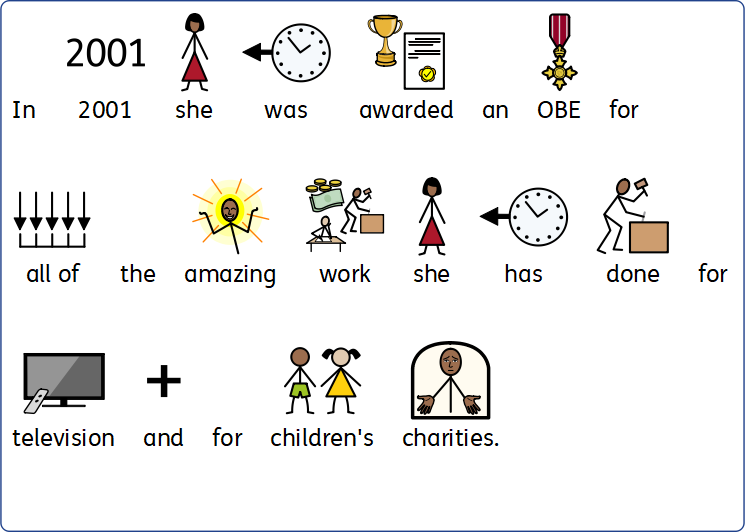 2001
In 2001 she was awarded an OBE for
all of the amazing work she has done for
television and for children's charities.